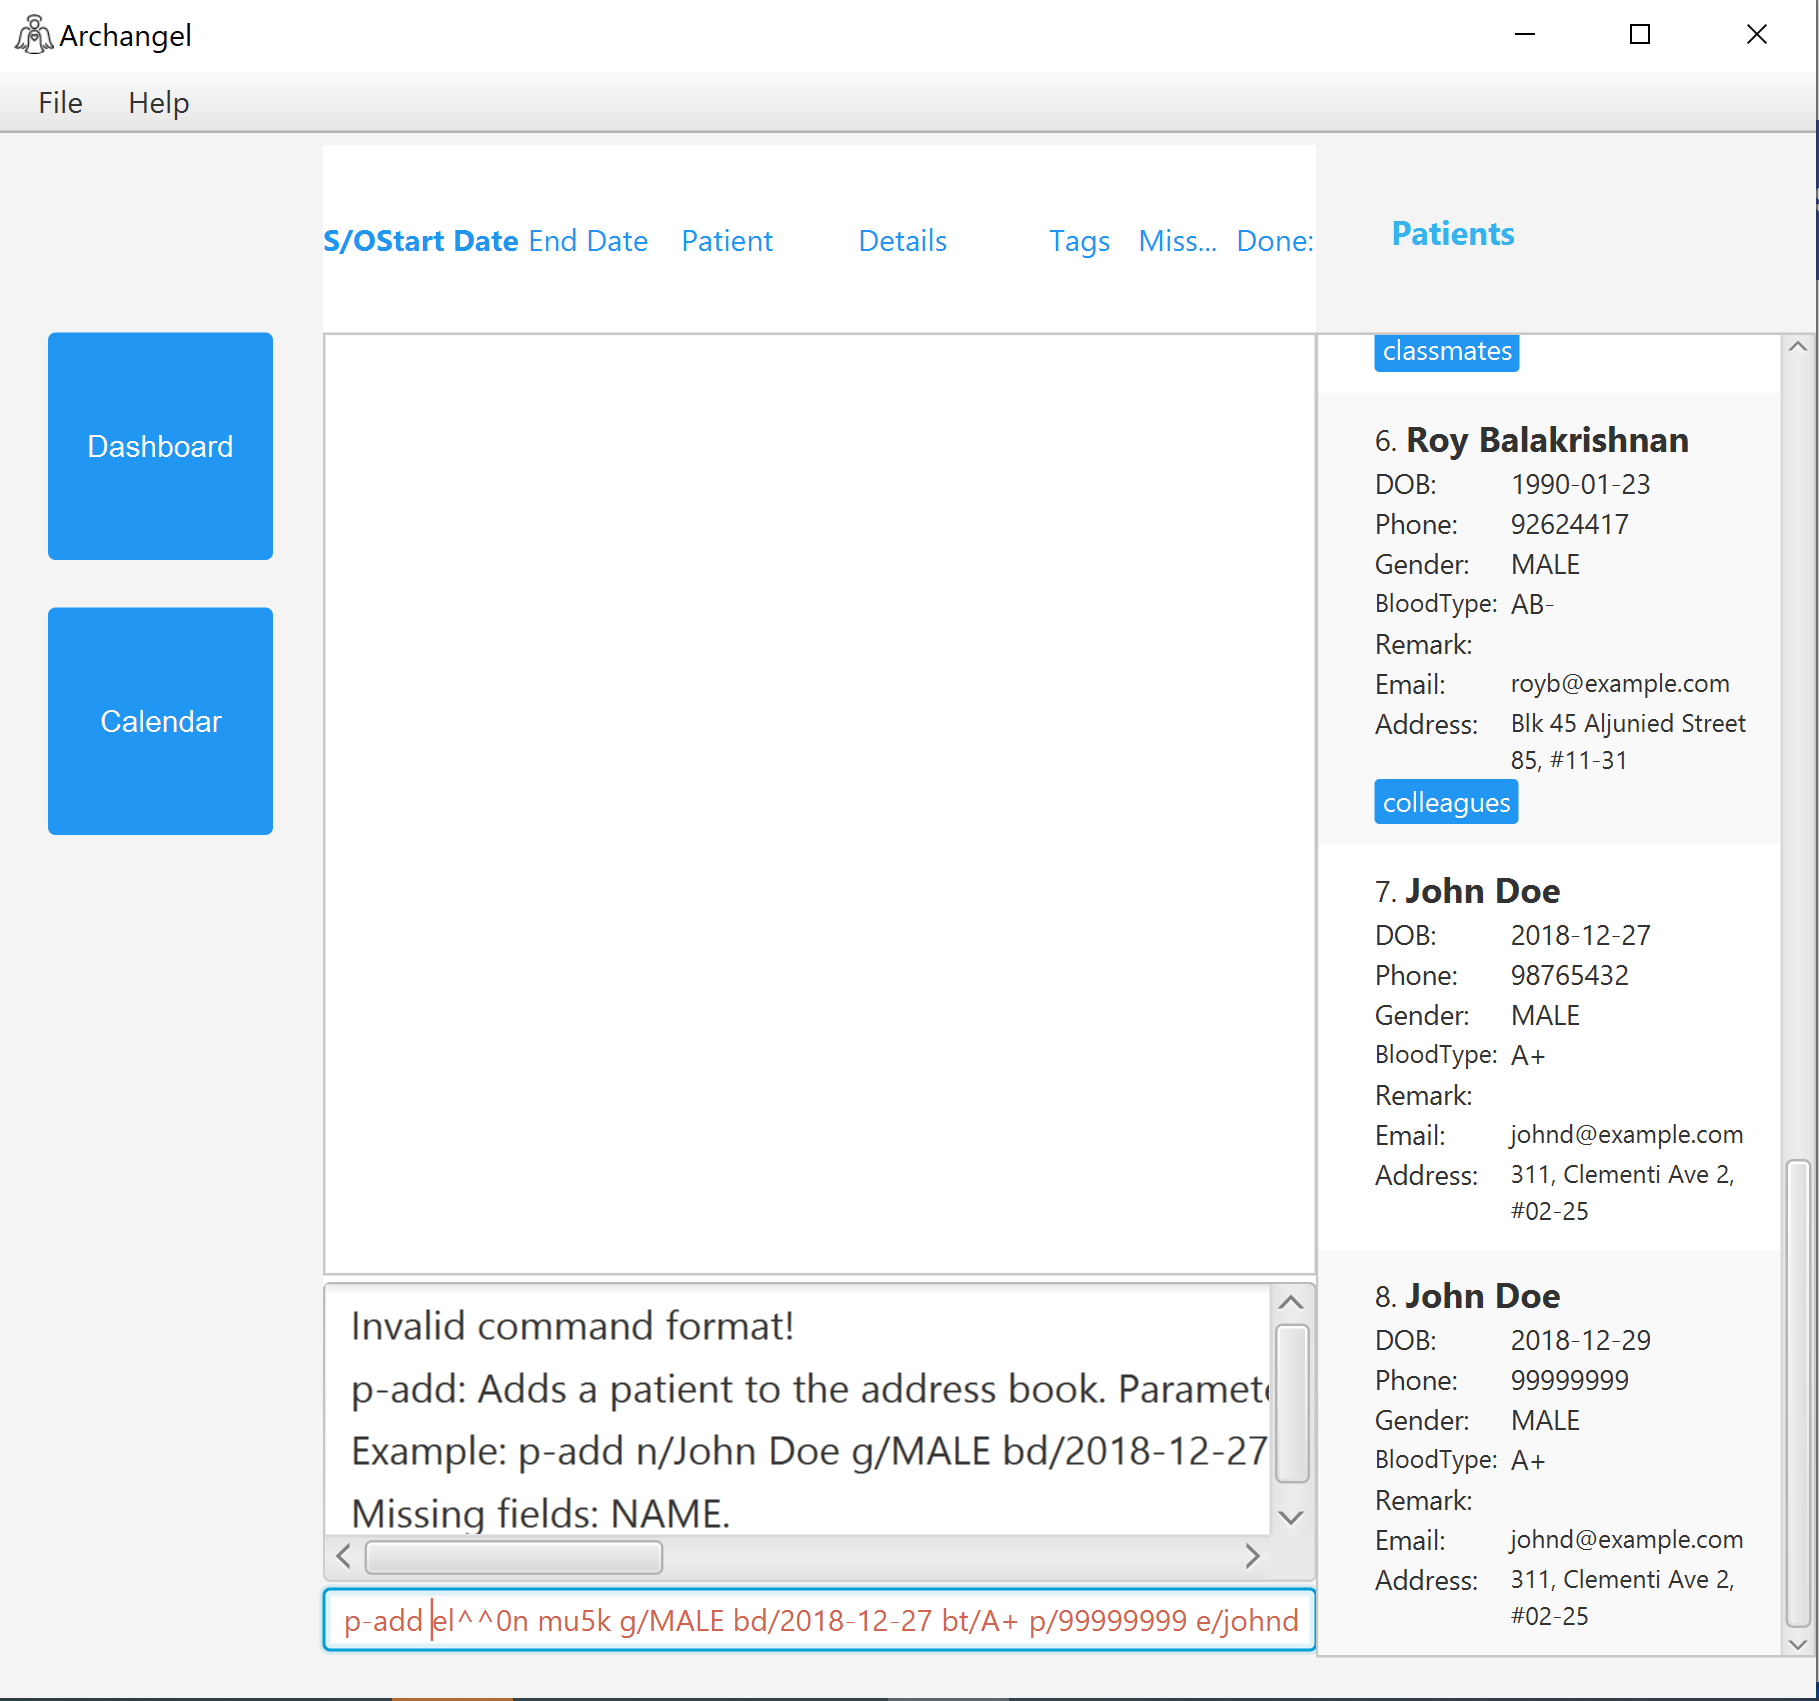 Archangel
File Help
S/OStart Date End Date Patient Details Tags Miss... Done:
Patients
Dashboard
Calendar
classmates
6. Roy Balakrishnan
DOB: 1990-01-23
Phone: 92624417
Gender: MALE
BloodType: AB-
Remark:
Email: royb@example.com
Address: Blk 45 Aljunied Street
85, #11-31
colleagues
7. John Doe
DOB: 2018-12-27
Phone: 98765432
Gender: MALE
BloodType: A+
Remark:
Email: johnd@example.com
Address: 311, Clementi Ave 2,
#02-25
8. John Doe
DOB: 2018-12-29
Phone: 99999999
Gender: MALE
BloodType: A+
Remark:
Email: johnd@example.com
Address: 311, Clementi Ave 2,
#02-25
Invalid command format!
p-add: Adds a patient to the address book. Paramete
Example: p-add n/John Doe g/MALE bd/2018-12-27
Missing fields: NAME.
p-add el^^0n mu5k g/MALE bd/2018-12-27 bt/A+ p/99999999 e/johnd